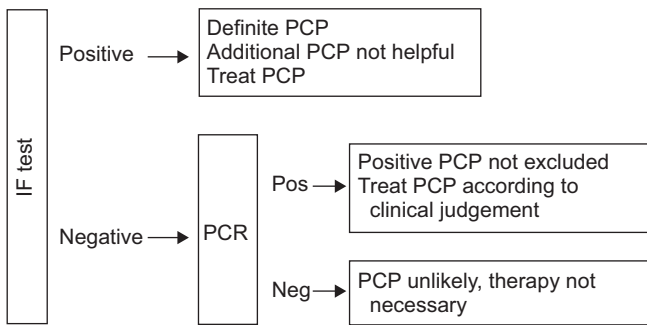 IF test
Positive
Definite PCP
Additional PCP not helpful
Treat PCP
Negative
PCR
Pos
Positive PCP not excluded
Treat PCP according to
clinical judgement
Neg
PCP unlikely, therapy not
necessary